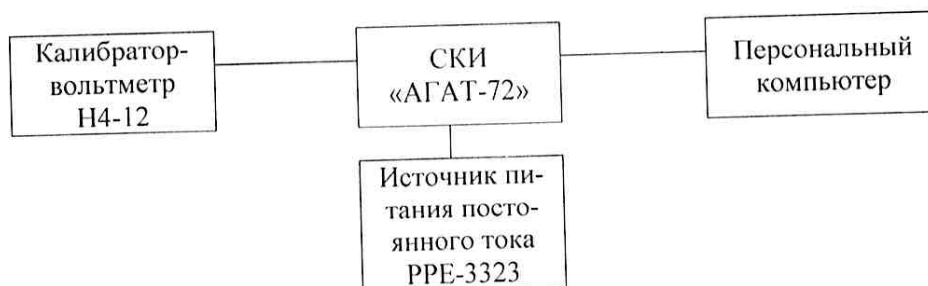 Калибратор-
вольтметр
Н4-12
СКИ
«АГАТ-72»
Персональный
компьютер
Источник пи-
тания посто-
янного тока
PPE-3323